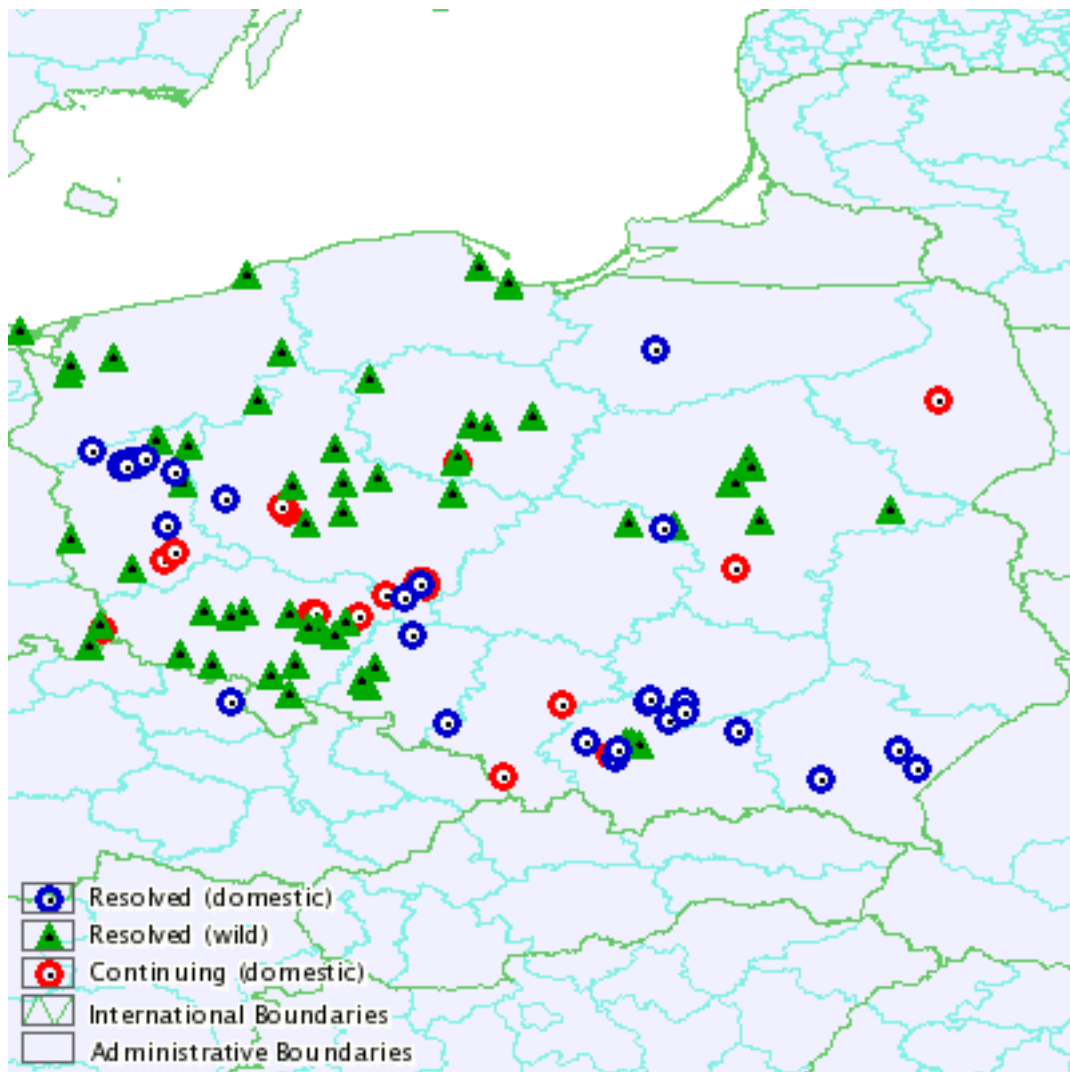 Resolved (domestic)
Resolved (wild)
Continuing (domestic)
International Boundaries
Administrative Boundaries